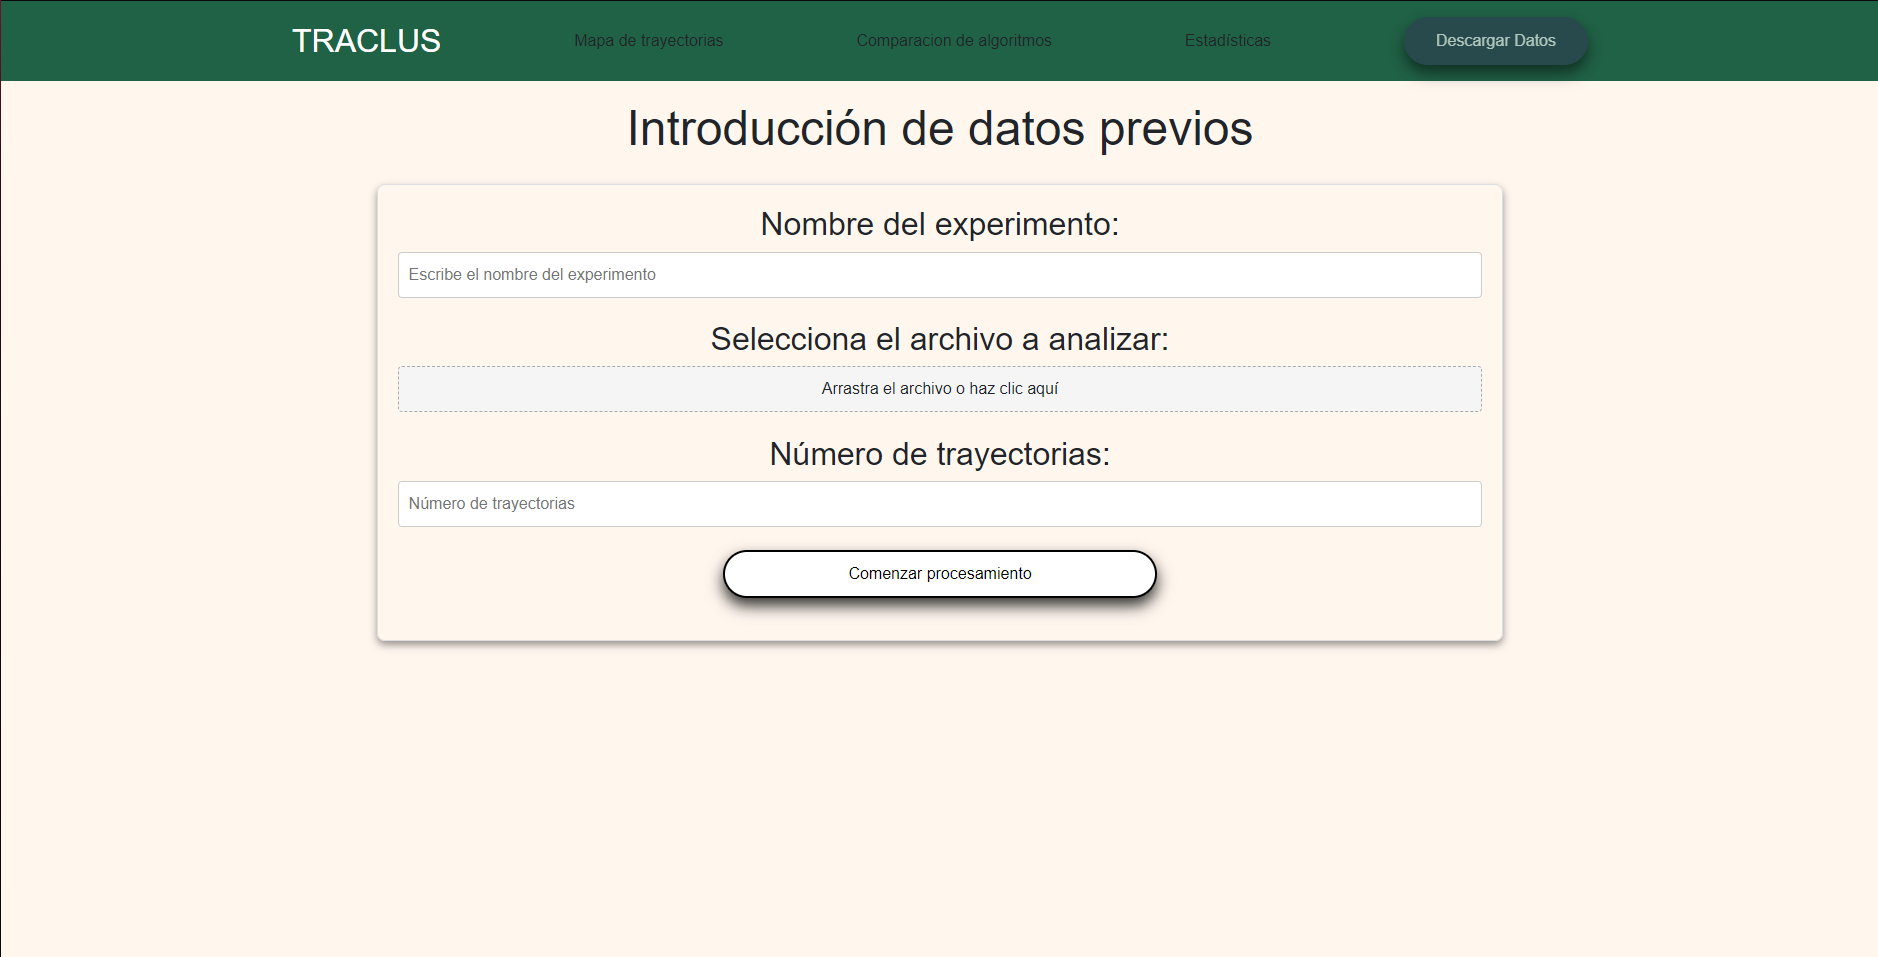 TRACLUS
Mapa de trayectorias
Comparacion de algoritmos
Estadísticas
Descargar Datos
Introducción de datos previos
Nombre del experimento:
Escribe el nombre del experimento
Selecciona el archivo a analizar:
Arrastra el archivo o haz clic aquí
Número de trayectorias:
Número de trayectorias
Comenzar procesamiento